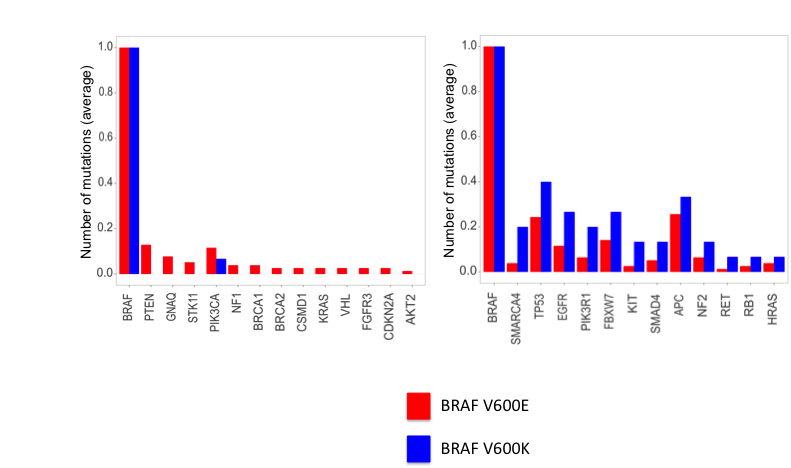 Number of mutations (average)
1.0
0.8
0.6
0.4
0.2
0.0
BRAF
PTEN
GNAQ
STK11
PIK3CA
NF1
BRCA1
BRCA2
CSMD1
KRAS
VHL
FGFR3
CDKN2A
AKT2
Number of mutations (average)
1.0
0.8
0.6
0.4
0.2
0.0
BRAF
SMARCA4
TP53
EGFR
PIK3R1
FBXW7
KIT
SMAD4
APC
NF2
RET
RB1
HRAS
BRAF V600E
BRAF V600K